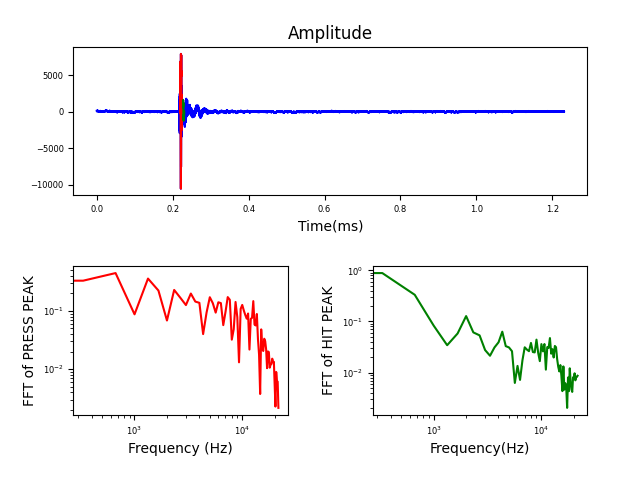 Amplitude
5000
0
−5000
−10000
0.0 0.2 0.4 0.6 0.8 1.0 1.2
Time(ms)
FFT of PRESS PEAK
10⁻¹
10⁻²
10³ 10⁴
Frequency (Hz)
FFT of HIT PEAK
10⁰
10⁻¹
10⁻²
10³ 10⁴
Frequency(Hz)